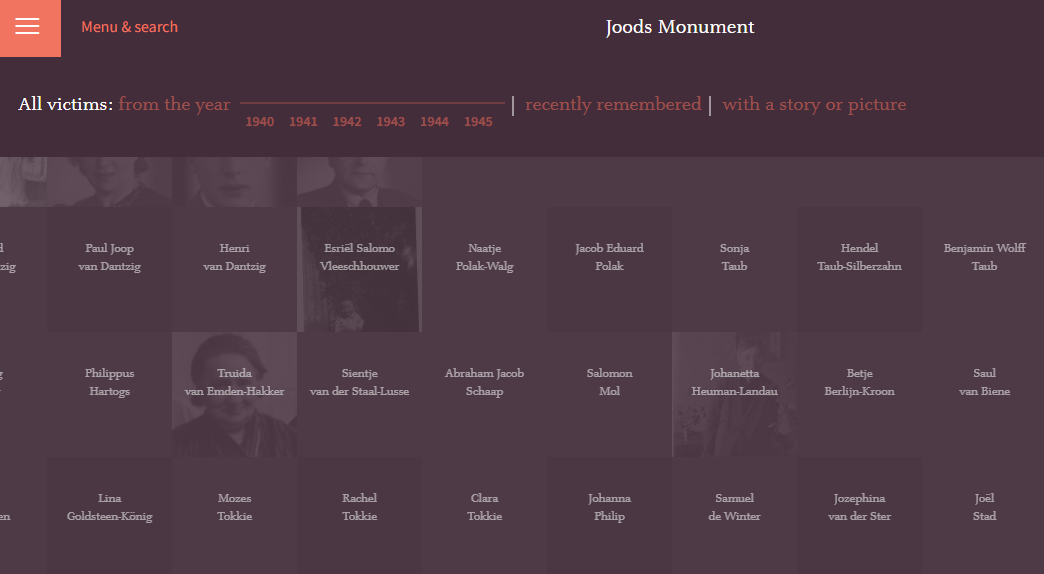 Menu & search
Joods Monument
All victims: from the year | recently remembered | with a story or picture
1940 1941 1942 1943 1944 1945
Paul Joop
van Dantzig
Henri
van Dantzig
Esriël Salomo
Vleeschhouwer
Naatje
Polak-Walg
Jacob Eduard
Polak
Sonja
Taub
Hendel
Taub-Silberzahn
Benjamin Wolff
Taub
Philippus
Hartogs
Truida
van Emden-Hakker
Sientje
van der Staal-Lusse
Abraham Jacob
Schaap
Salomon
Mol
Johanetta
Heuman-Landau
Betje
Berlijn-Kroon
Saul
van Biene
Lina
Goldsteen-König
Mozes
Tokkie
Rachel
Tokkie
Clara
Tokkie
Johanna
Philip
Samuel
de Winter
Jozephina
van der Ster
Joël
Stad